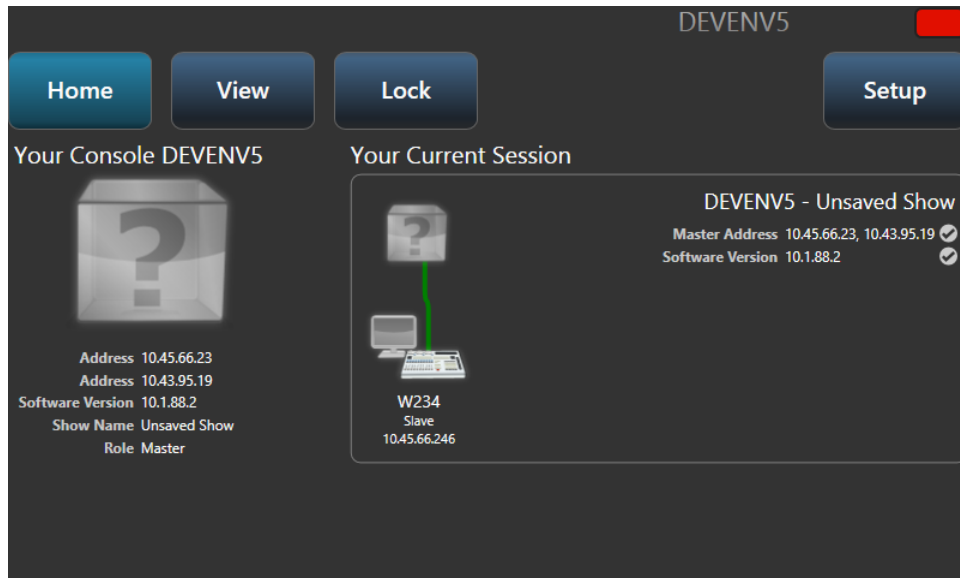 DEVENV5
Home
View
Lock
Setup
Your Console DEVENV5
?
Address 10.45.66.23
Address 10.43.95.19
Software Version 10.1.88.2
Show Name Unsaved Show
Role Master
Your Current Session
DEVENV5 - Unsaved Show
Master Address 10.45.66.23, 10.43.95.19
Software Version 10.1.88.2
?
W234
Slave
10.45.66.246